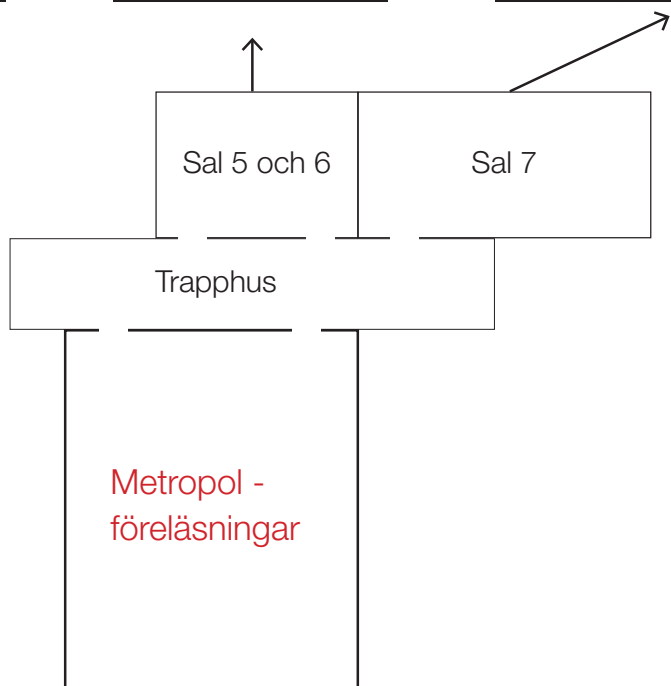 Sal 5 och 6
Sal 7
Trapphus
Metropol -
föreläsningar